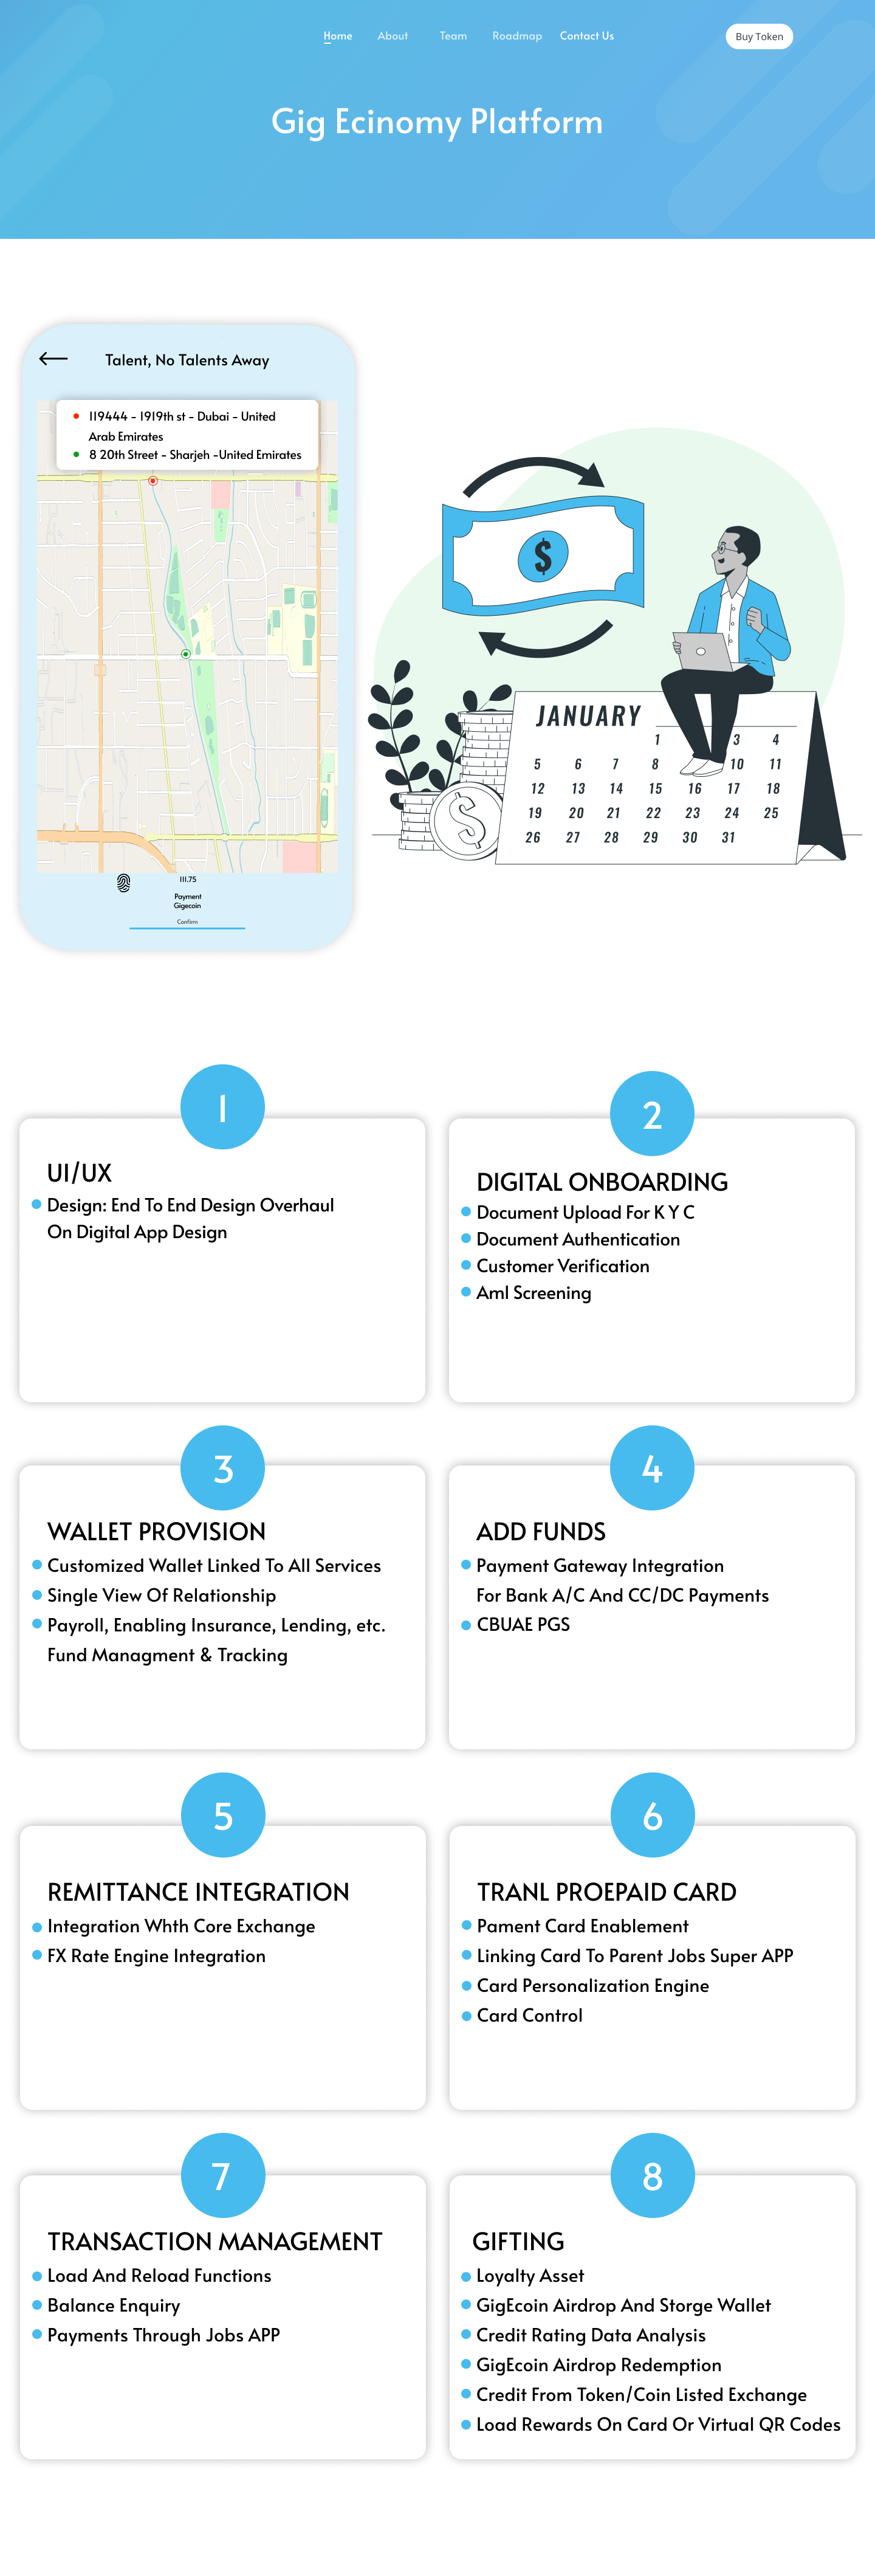 Home About Team Roadmap Contact Us Buy Token
Gig Ecinomy Platform
Talent, No Talents Away
119444 - 1919th st - Dubai - United
Arab Emirates
8 20th Street - Sharjeh -United Emirates
111.75
Payment
Gigecoin
Confirm
$
JANUARY
1 3 4
5 6 7 8 10 11
12 13 14 15 16 17 18
19 20 21 22 23 24 25
26 27 28 29 30 31
$
1
UI/UX
Design: End To End Design Overhaul
On Digital App Design
2
DIGITAL ONBOARDING
Document Upload For K Y C
Document Authentication
Customer Verification
Aml Screening
3
WALLET PROVISION
Customized Wallet Linked To All Services
Single View Of Relationship
Payroll, Enabling Insurance, Lending, etc.
Fund Managment & Tracking
4
ADD FUNDS
Payment Gateway Integration
For Bank A/C And CC/DC Payments
CBUAE PGS
5
REMITTANCE INTEGRATION
Integration Whth Core Exchange
FX Rate Engine Integration
6
TRANL PROEPAID CARD
Pament Card Enablement
Linking Card To Parent Jobs Super APP
Card Personalization Engine
Card Control
7
TRANSACTION MANAGEMENT
Load And Reload Functions
Balance Enquiry
Payments Through Jobs APP
8
GIFTING
Loyalty Asset
GigEcoin Airdrop And Storge Wallet
Credit Rating Data Analysis
GigEcoin Airdrop Redemption
Credit From Token/Coin Listed Exchange
Load Rewards On Card Or Virtual QR Codes